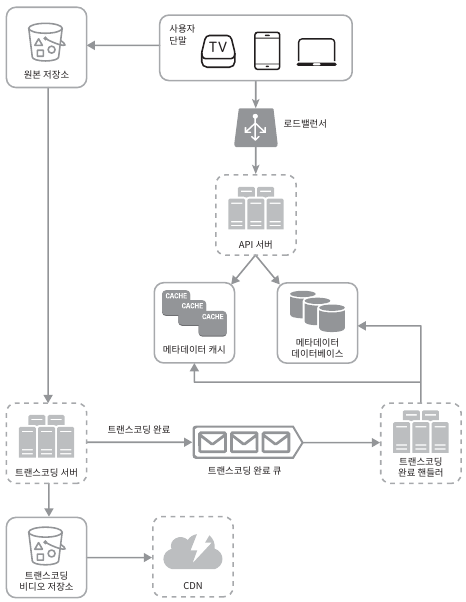 사용자
단말
TV
원본 저장소
로드밸런서
API 서버
CACHE
CACHE
CACHE
메타데이터 캐시
메타데이터
데이터베이스
트랜스코딩 서버
트랜스코딩 완료
트랜스코딩 완료 큐
트랜스코딩
완료 핸들러
트랜스코딩
비디오 저장소
CDN